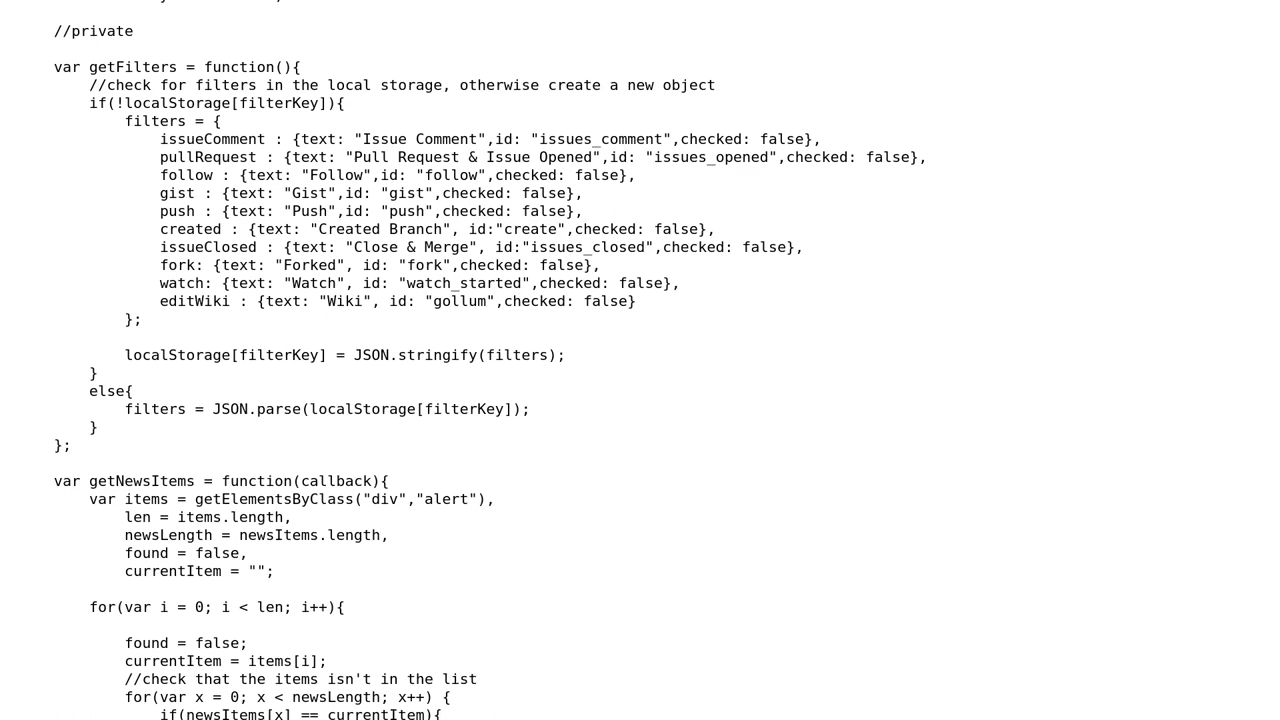 //private
var getFilters = function(){
//check for filters in the local storage, otherwise create a new object
if(!localStorage[filterKey]){
filters = {
issueComment : {text: "Issue Comment",id: "issues_comment",checked: false},
pullRequest : {text: "Pull Request & Issue Opened",id: "issues_opened",checked: false},
follow : {text: "Follow",id: "follow",checked: false},
gist : {text: "Gist",id: "gist",checked: false},
push : {text: "Push",id: "push",checked: false},
created : {text: "Created Branch", id:"create",checked: false},
issueClosed : {text: "Close & Merge", id:"issues_closed",checked: false},
fork: {text: "Forked", id: "fork",checked: false},
watch: {text: "Watch", id: "watch_started",checked: false},
editWiki : {text: "Wiki", id: "gollum",checked: false}
};
localStorage[filterKey] = JSON.stringify(filters);
}
else{
filters = JSON.parse(localStorage[filterKey]);
}
};
var getNewsItems = function(callback){
var items = getElementsByClass("div","alert"),
len = items.length,
newsLength = newsItems.length,
found = false,
currentItem = "";
for(var i = 0; i < len; i++){
found = false;
currentItem = items[i];
//check that the items isn't in the list
for(var x = 0; x < newsLength; x++) {
if(newsItems[x] == currentItem){